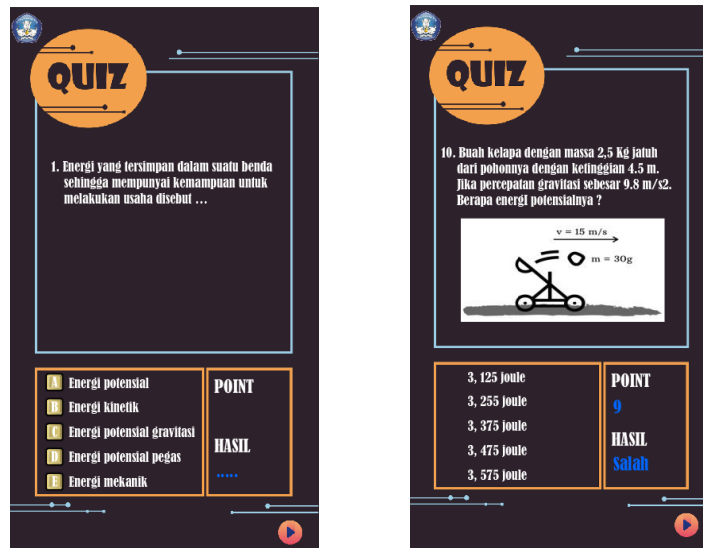 QUIZ
1. Energi yang tersimpan dalam suatu benda
sehingga mempunyai kemampuan untuk
melakukan usaha disebut ...
A Energi potensial
B Energi kinetik
C Energi potensial gravitasi
D Energi potensial pegas
E Energi mekanik
POINT
HASIL
.....
QUIZ
10. Buah kelapa dengan massa 2,5 Kg jatuh
dari pohonnya dengan ketinggian 4.5 m.
Jika percepatan gravitasi sebesar 9.8 m/s2.
Berapa energI potensialnya ?
v = 15 m/s
m = 30g
3, 125 joule
3, 255 joule
3, 375 joule
3, 475 joule
3, 575 joule
POINT
9
HASIL
Salah